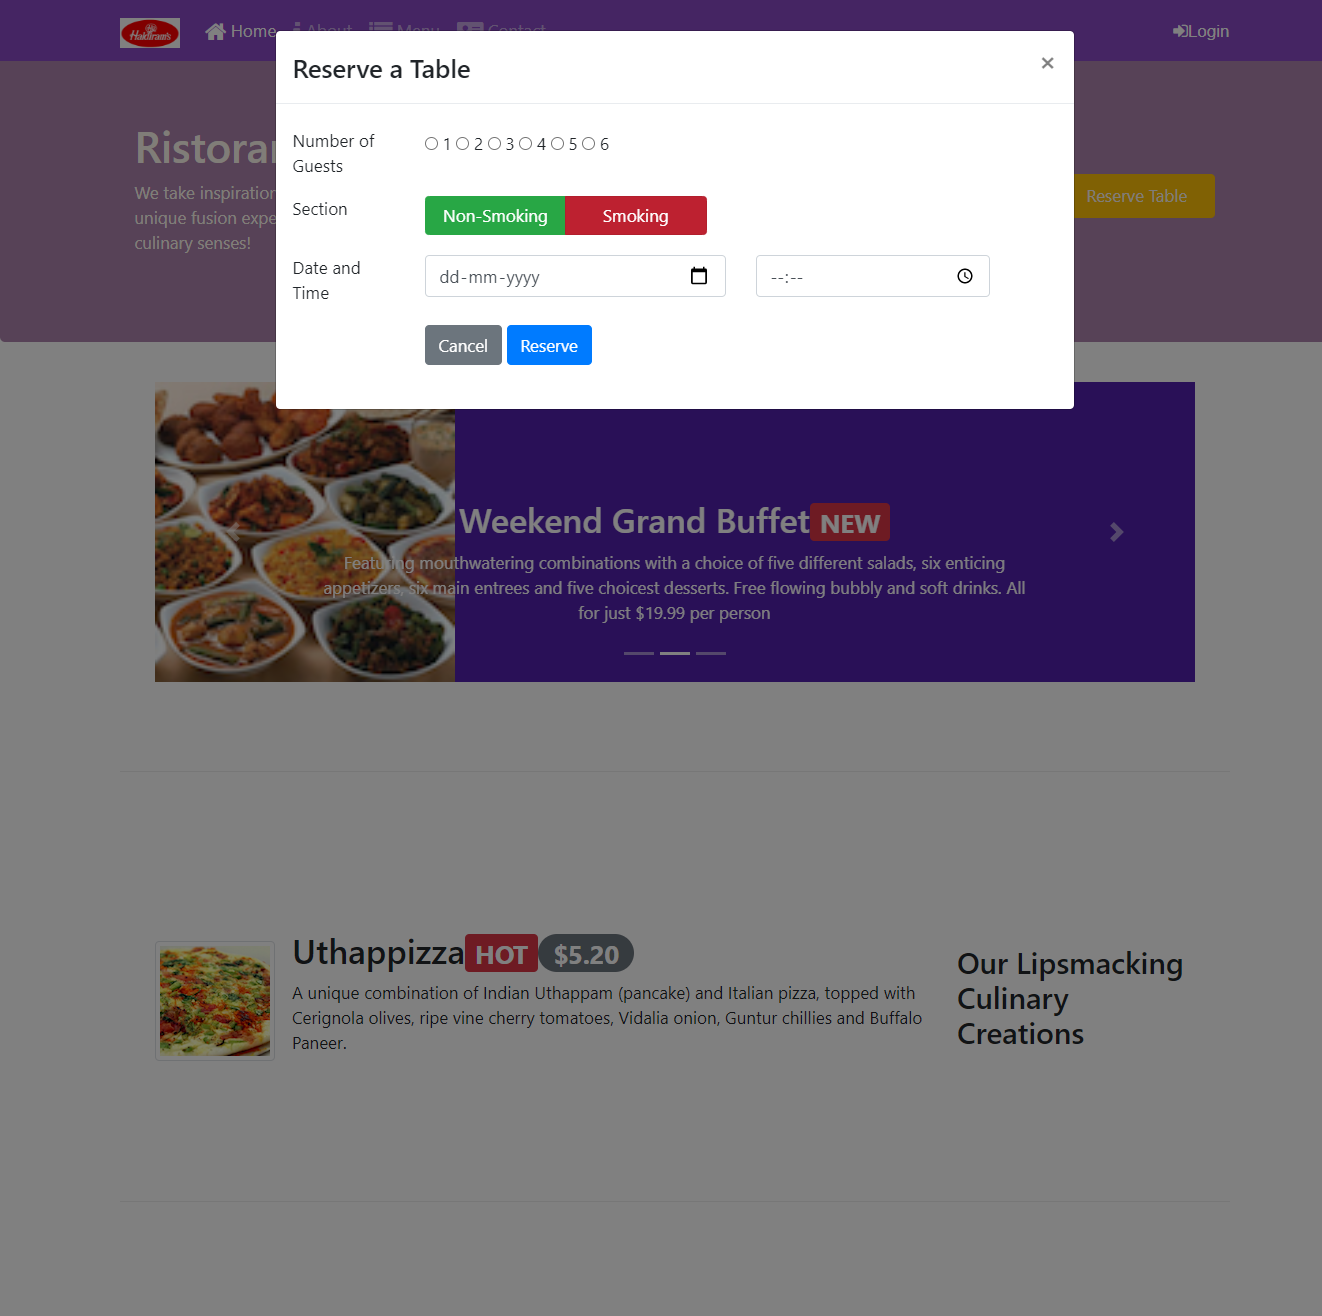 Haldiram's
Home
About
Menu
Contact
Login
Reserve a Table
×
Number of
Guests
1 2 3 4 5 6
Section
Non-Smoking
Smoking
Date and
Time
dd-mm-yyyy
--:--
Cancel
Reserve
We take inspiration
unique fusion
culinary senses!
Reserve Table
Weekend Grand Buffet NEW
Featuring mouthwatering combinations with a choice of five different salads, six enticing
appetizers, six main entrees and five choicest desserts. Free flowing bubbly and soft drinks. All
for just $19.99 per person
Uthappizza HOT $5.20
A unique combination of Indian Uthappam (pancake) and Italian pizza, topped with
Cerignola olives, ripe vine cherry tomatoes, Vidalia onion, Guntur chillies and Buffalo
Paneer.
Our Lipsmacking
Culinary
Creations